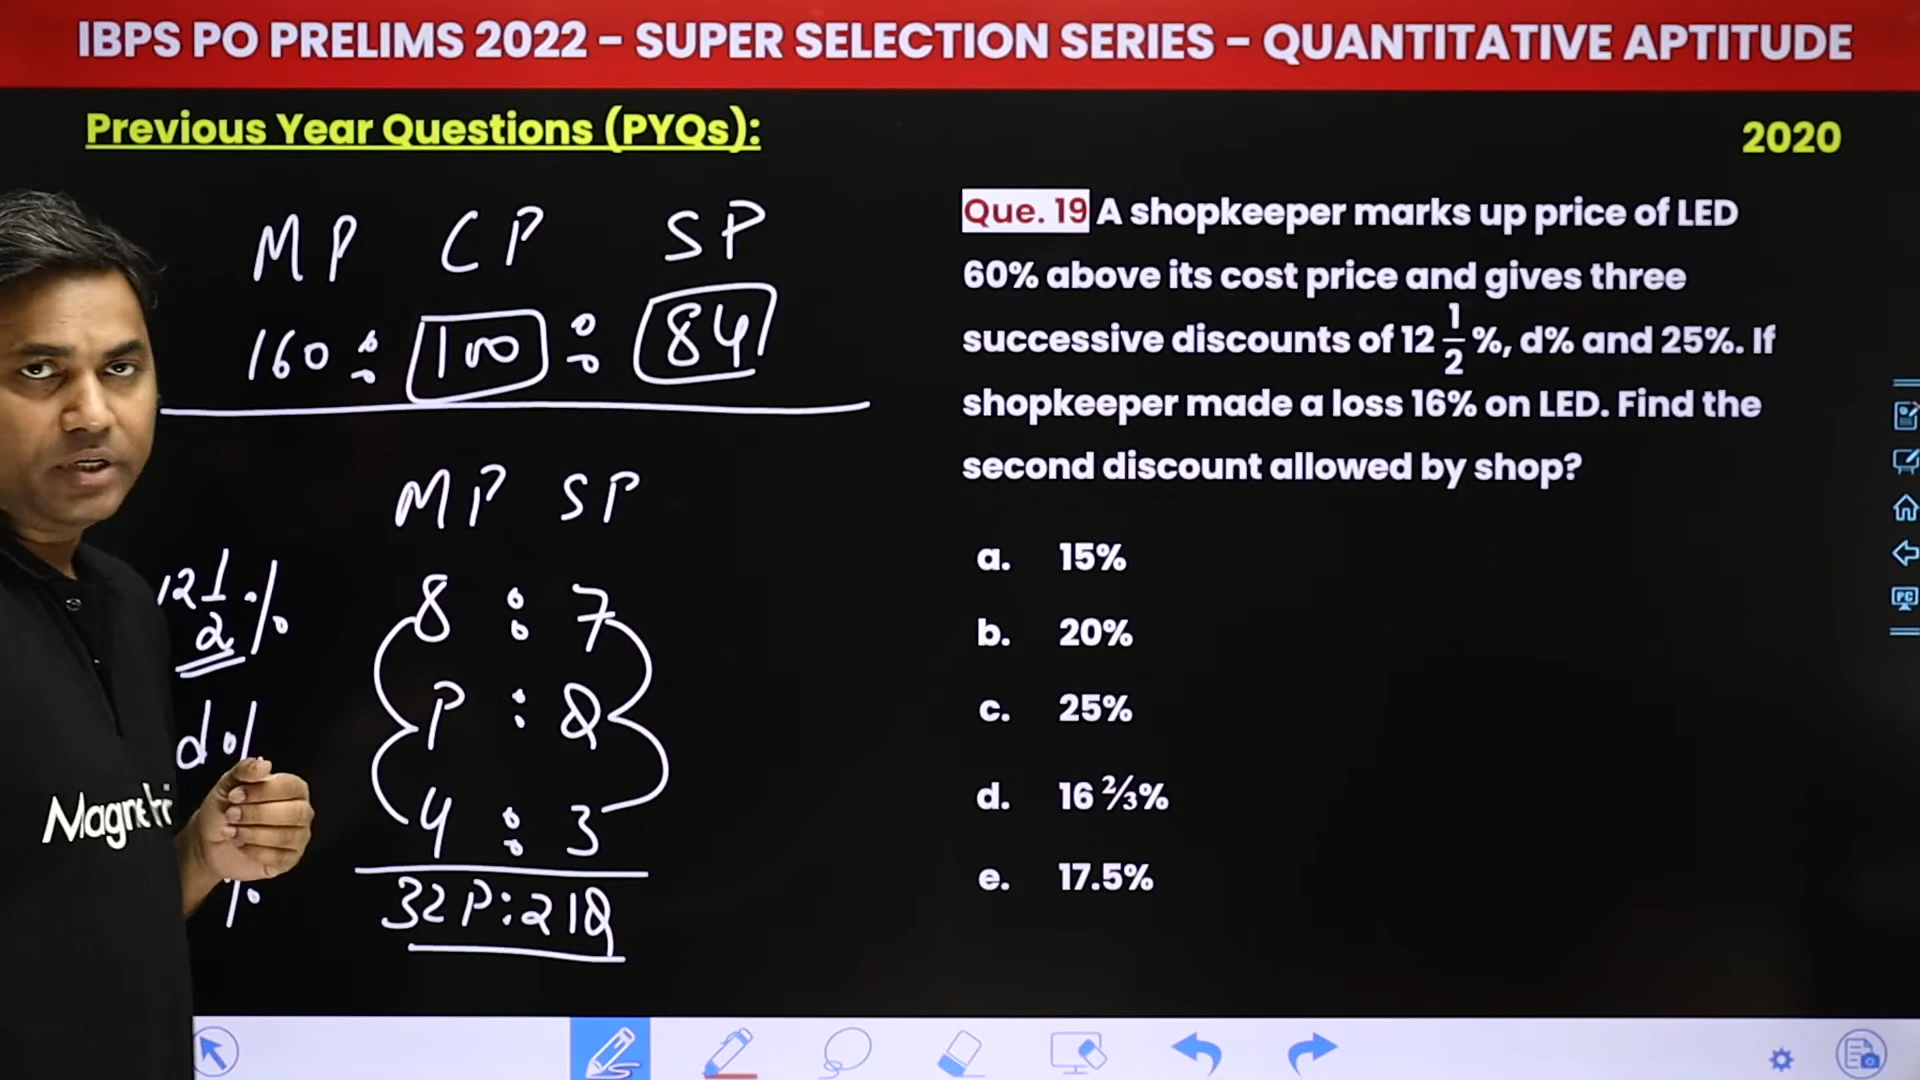 IBPS PO PRELIMS 2022 - SUPER SELECTION SERIES - QUANTITATIVE APTITUDE
Previous Year Questions (PYQs):
2020
MP CP SP
160 : 100 : 84
Que. 19 A shopkeeper marks up price of LED
60% above its cost price and gives three
successive discounts of 12 1/2 %, d% and 25%. If
shopkeeper made a loss 16% on LED. Find the
second discount allowed by shop?
a. 15%
b. 20%
c. 25%
d. 16 ⅔%
e. 17.5%
MP SP
12 1/2 % 8 : 7
d% P : Q
% 4 : 3
32P : 21Q
PC